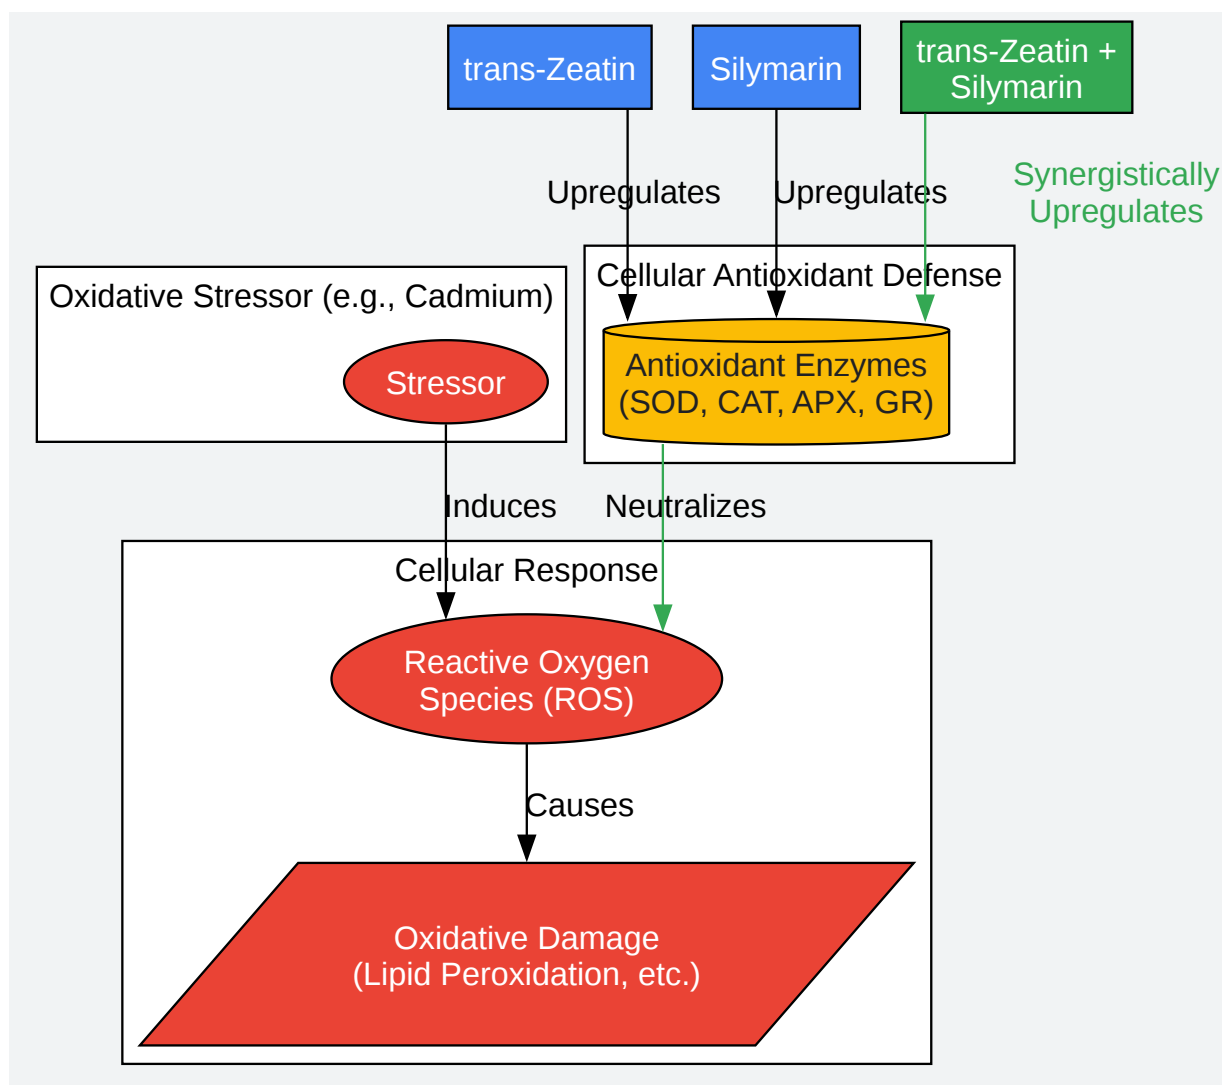 trans-Zeatin
Silymarin
trans-Zeatin +
Silymarin
Upregulates
Upregulates
Synergistically
Upregulates
Oxidative Stressor (e.g., Cadmium)
Stressor
Cellular Antioxidant Defense
Antioxidant Enzymes
(SOD, CAT, APX, GR)
Induces
Neutralizes
Cellular Response
Reactive Oxygen
Species (ROS)
Causes
Oxidative Damage
(Lipid Peroxidation, etc.)